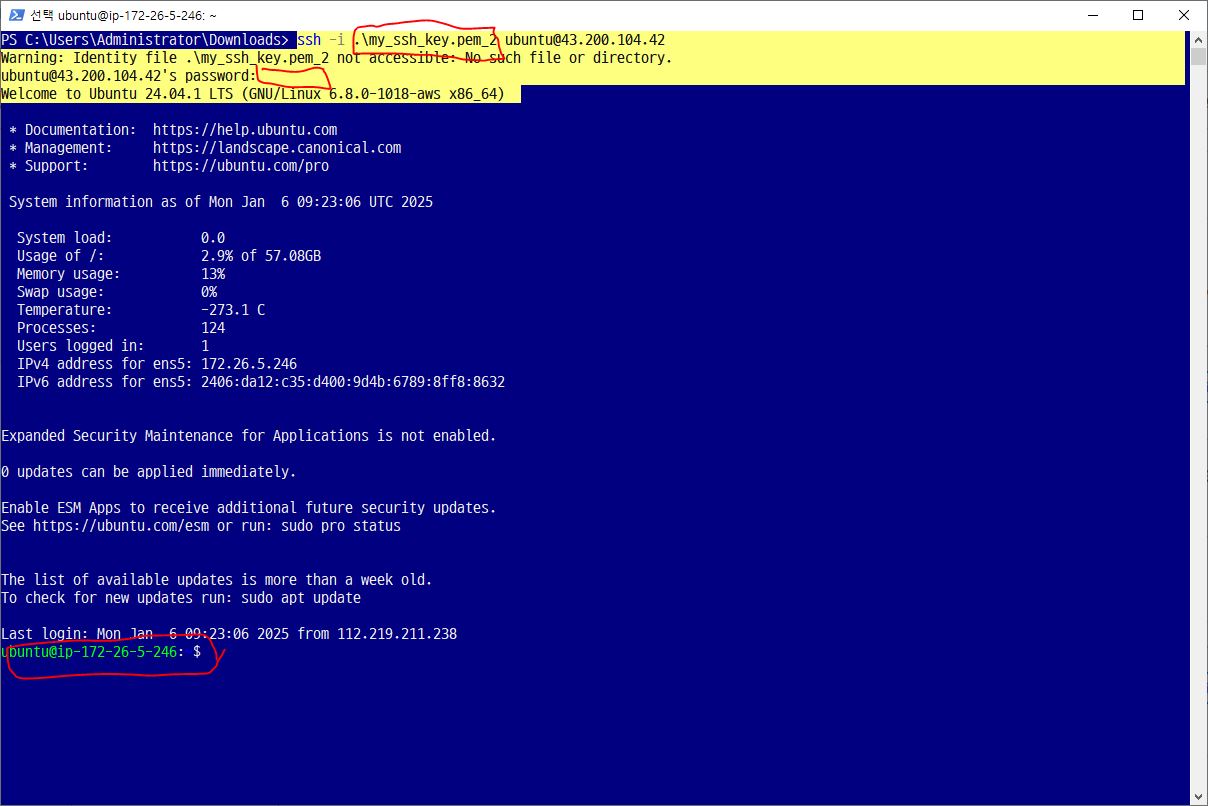 선택 ubuntu@ip-172-26-5-246: ~
PS C:\Users\Administrator\Downloads> ssh -i .\my_ssh_key.pem_2 ubuntu@43.200.104.42
Warning: Identity file .\my_ssh_key.pem_2 not accessible: No such file or directory.
ubuntu@43.200.104.42's password:
Welcome to Ubuntu 24.04.1 LTS (GNU/Linux 6.8.0-1018-aws x86_64)
* Documentation:  https://help.ubuntu.com
* Management:     https://landscape.canonical.com
* Support:        https://ubuntu.com/pro
System information as of Mon Jan  6 09:23:06 UTC 2025
System load:           0.0
Usage of /:            2.9% of 57.08GB
Memory usage:          13%
Swap usage:            0%
Temperature:           -273.1 C
Processes:             124
Users logged in:       1
IPv4 address for ens5: 172.26.5.246
IPv6 address for ens5: 2406:da12:c35:d400:9d4b:6789:8ff8:8632
Expanded Security Maintenance for Applications is not enabled.
0 updates can be applied immediately.
Enable ESM Apps to receive additional future security updates.
See https://ubuntu.com/esm or run: sudo pro status
The list of available updates is more than a week old.
To check for new updates run: sudo apt update
Last login: Mon Jan  6 09:23:06 2025 from 112.219.211.238
ubuntu@ip-172-26-5-246: $